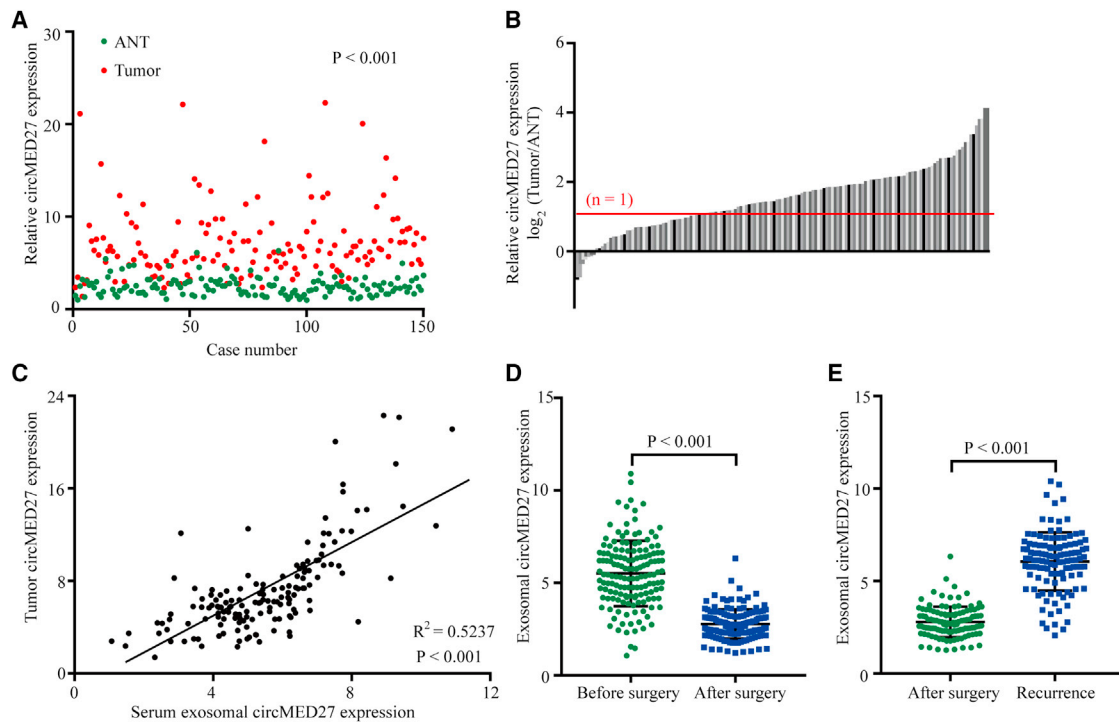 A
Relative circMED27 expression
30
20
10
0
ANT
Tumor
P < 0.001
0
50
100
150
Case number
B
Relative circMED27 expression
log2 (Tumor/ANT)
6
4
2
0
(n = 1)
C
Tumor circMED27 expression
24
16
8
0
R2 = 0.5237
P < 0.001
0
4
8
12
Serum exosomal circMED27 expression
D
Exosomal circMED27 expression
15
10
5
0
P < 0.001
Before surgery
After surgery
E
Exosomal circMED27 expression
15
10
5
0
P < 0.001
After surgery
Recurrence